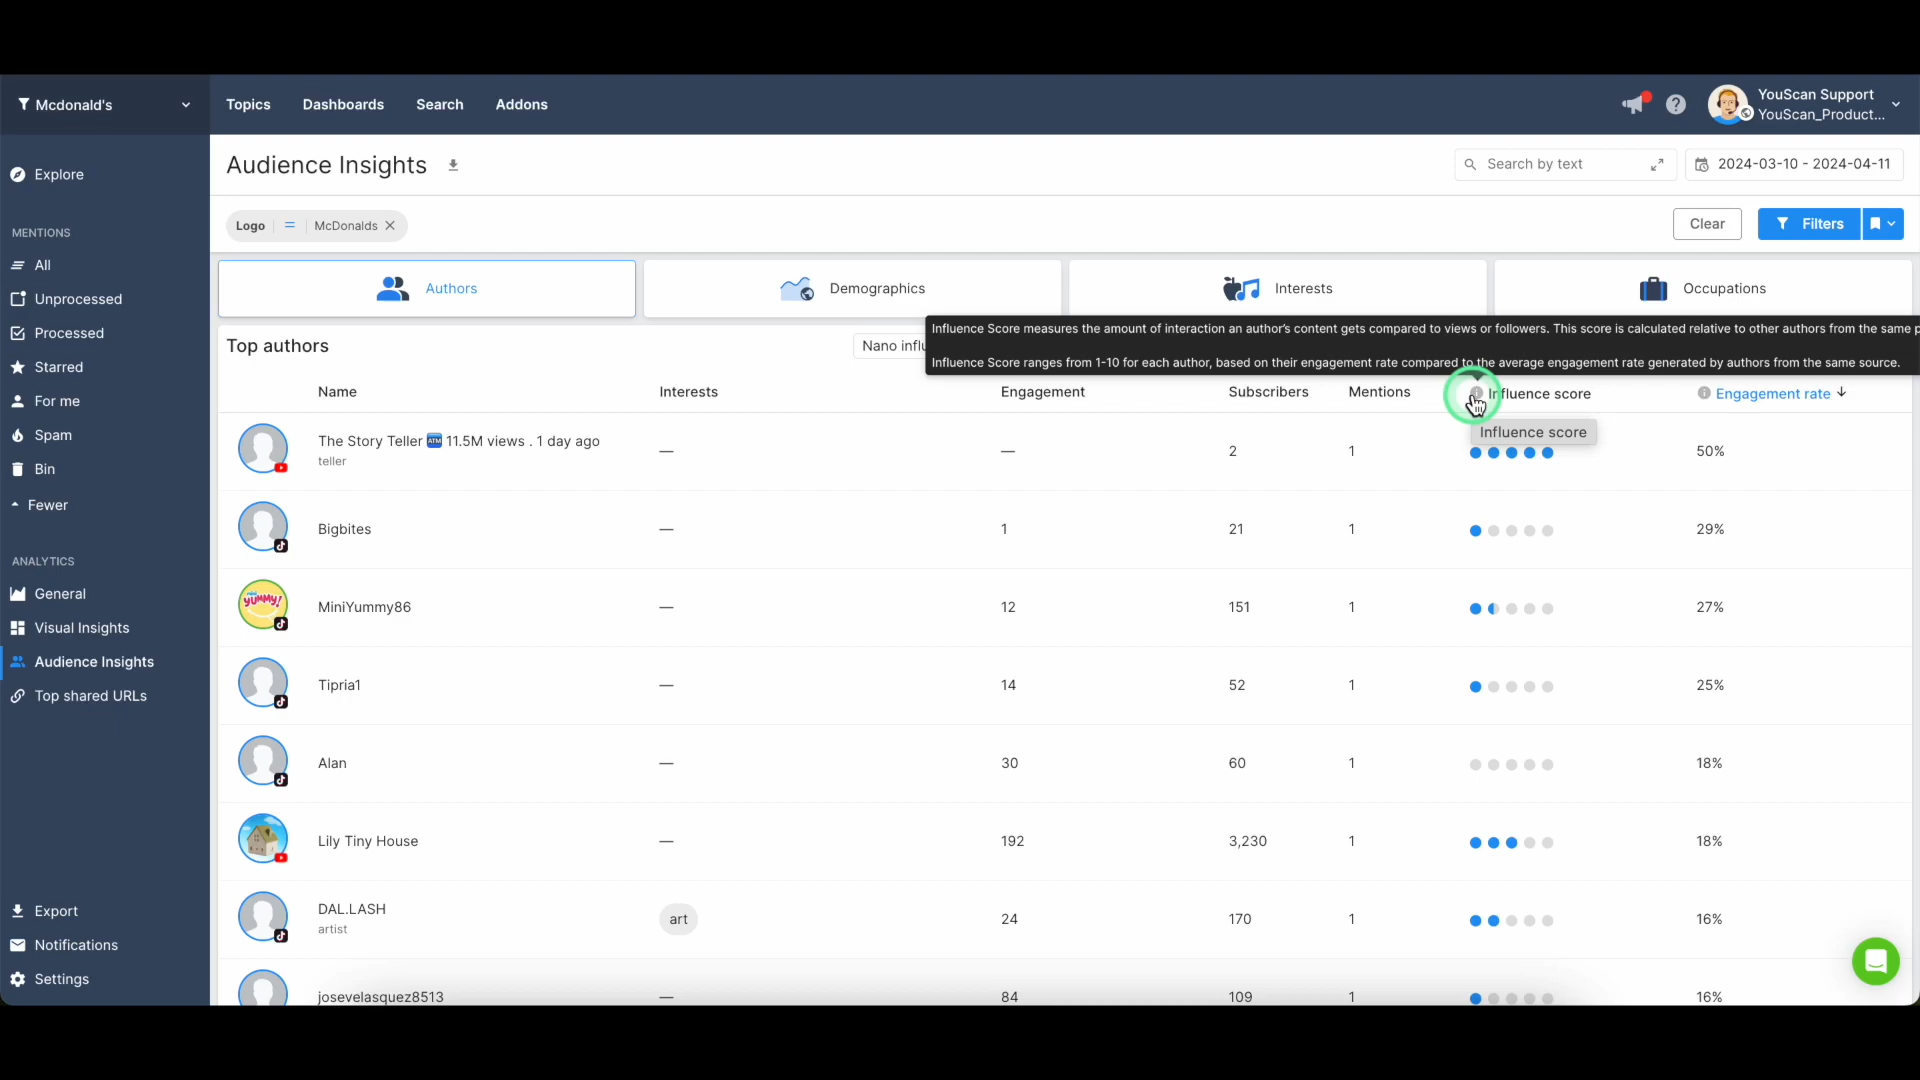 Mcdonald's
Topics
Dashboards
Search
Addons
YouScan Support
YouScan_Product...
Explore
MENTIONS
All
Unprocessed
Processed
Starred
For me
Spam
Bin
Fewer
ANALYTICS
General
Visual Insights
Audience Insights
Top shared URLs
Export
Notifications
Settings
Audience Insights
Search by text
2024-03-10 - 2024-04-11
Logo = McDonalds
Clear
Filters
Authors
Demographics
Interests
Occupations
Top authors
Nano influ
Influence Score measures the amount of interaction an author's content gets compared to views or followers. This score is calculated relative to other authors from the same p
Influence Score ranges from 1-10 for each author, based on their engagement rate compared to the average engagement rate generated by authors from the same source.
Name Interests Engagement Subscribers Mentions Influence score Engagement rate
Influence score
The Story Teller 🏧 11.5M views . 1 day ago
teller
— — 2 1 50%
Bigbites — 1 21 1 29%
MiniYummy86 — 12 151 1 27%
Tipria1 — 14 52 1 25%
Alan — 30 60 1 18%
Lily Tiny House — 192 3,230 1 18%
DAL.LASH
artist
art 24 170 1 16%
josevelasquez8513 — 84 109 1 16%